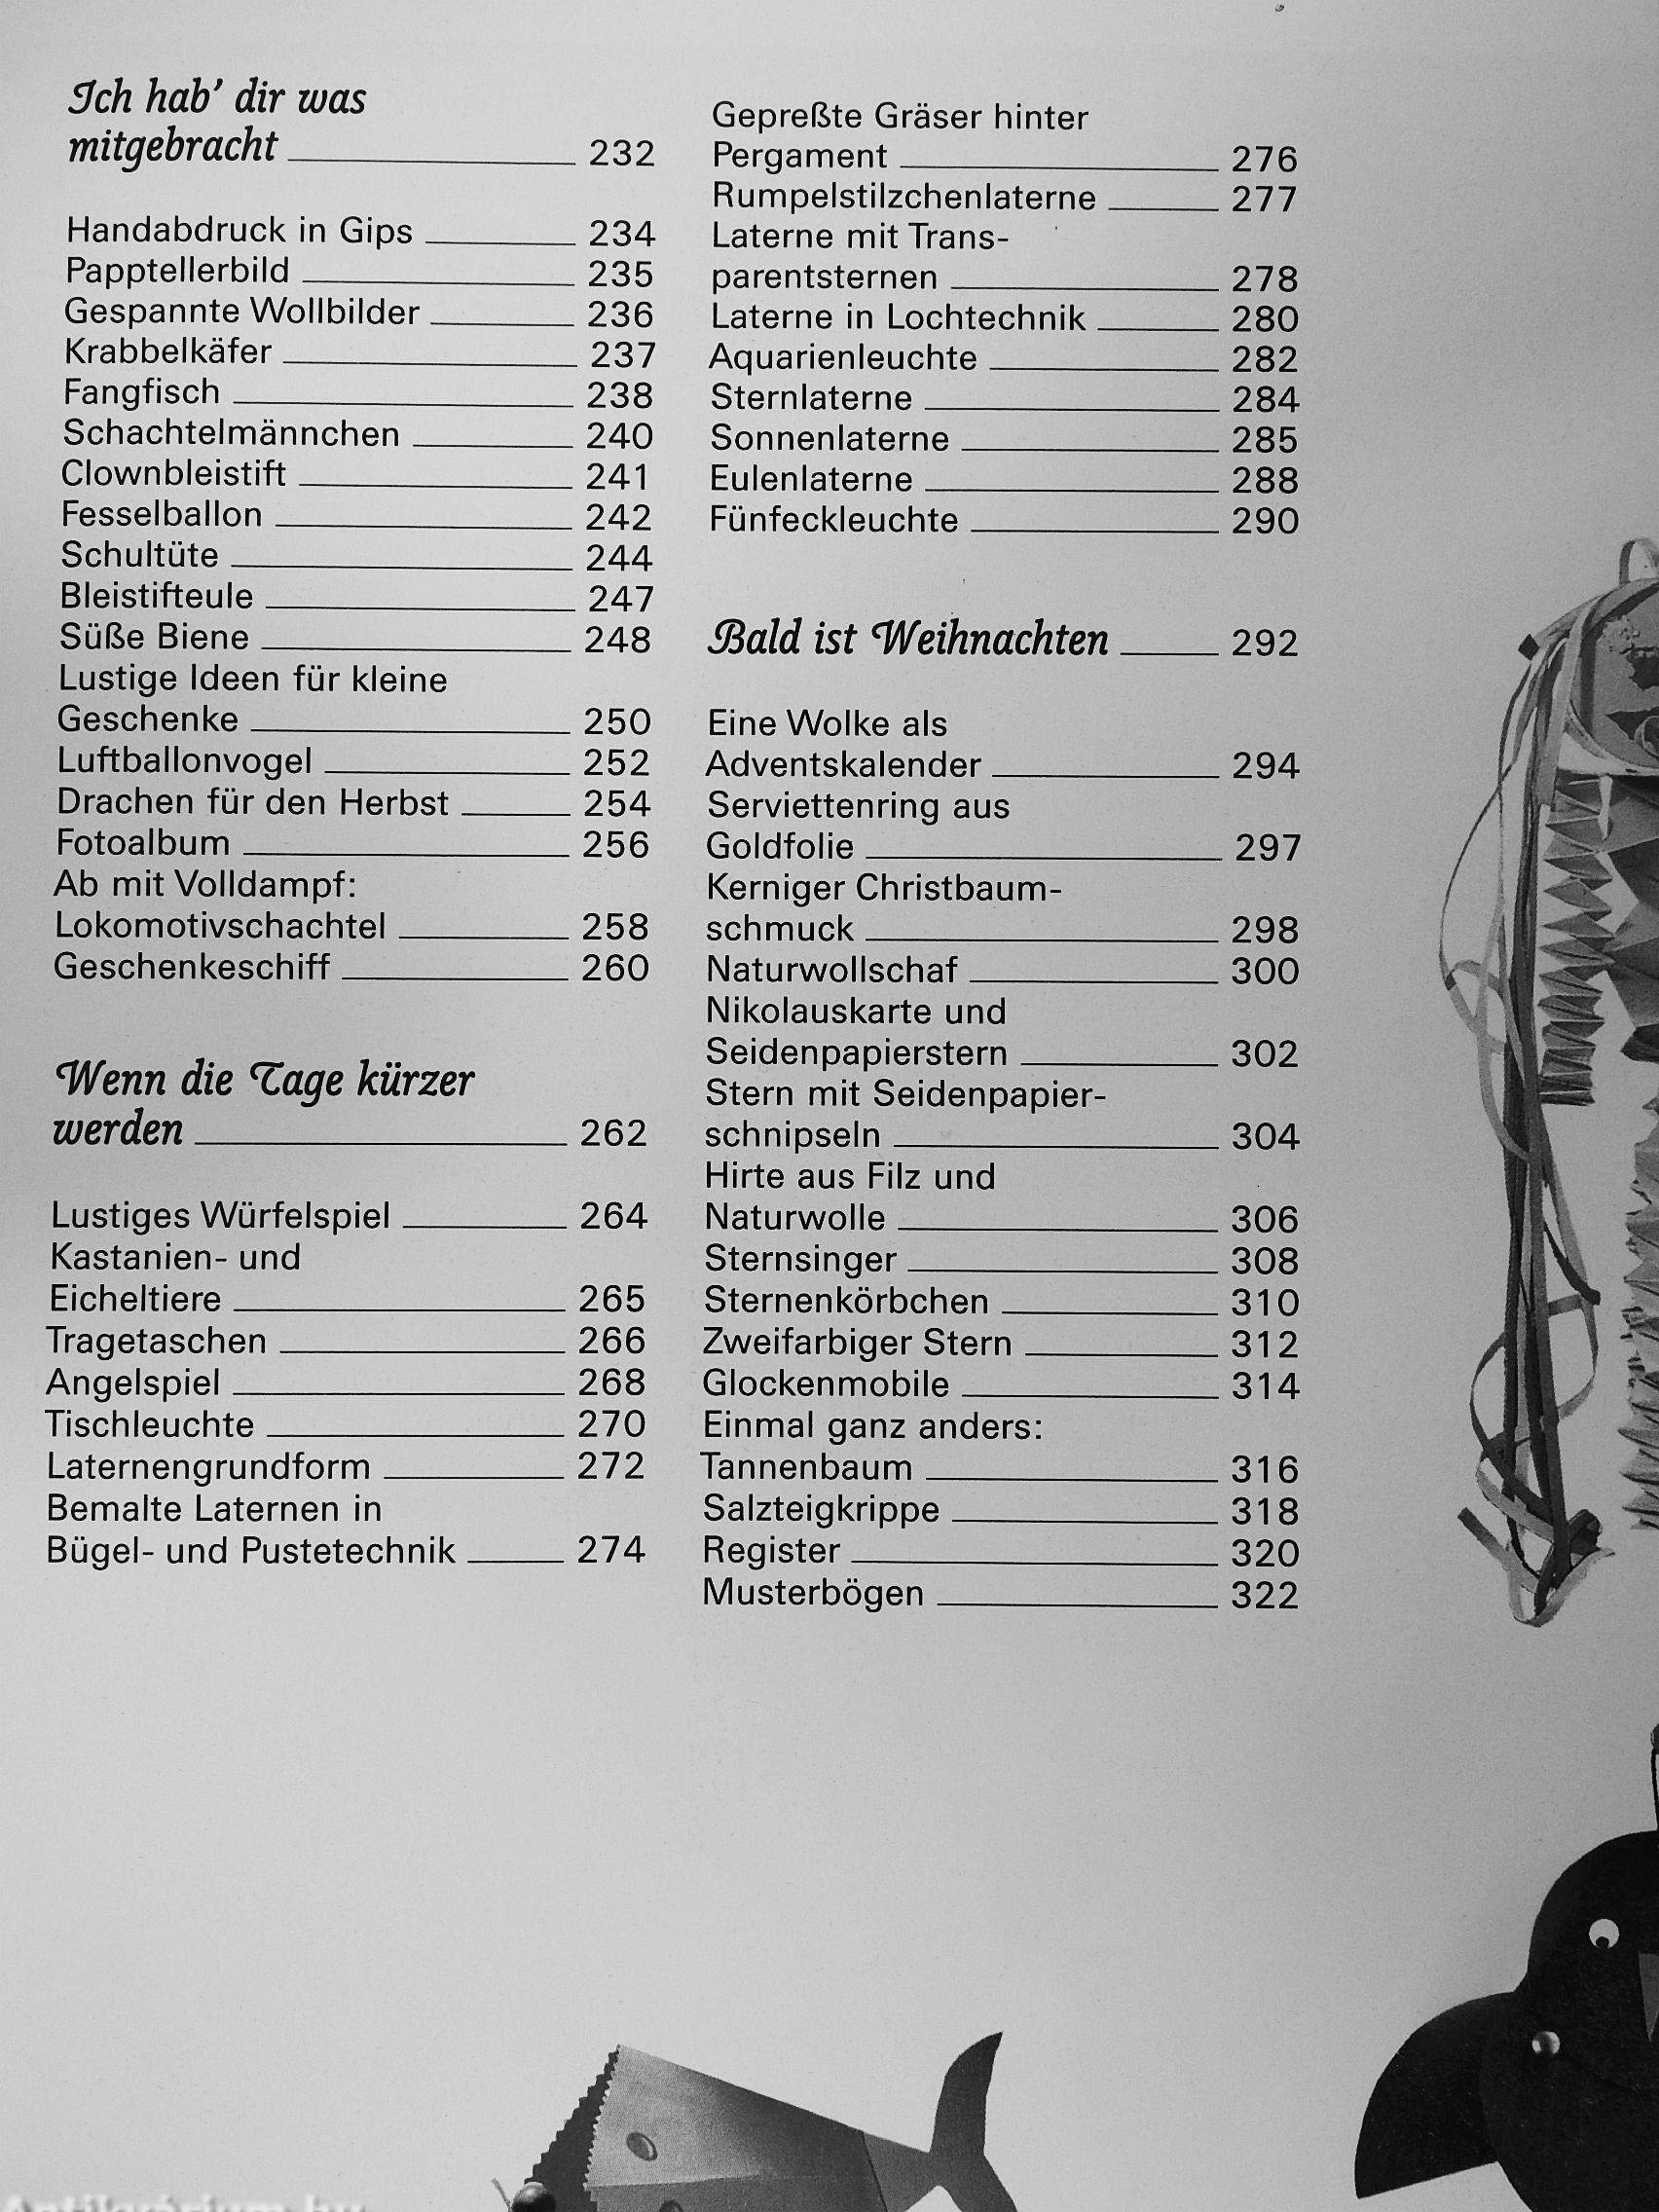 Ich hab' dir was
mitgebracht 232
Handabdruck in Gips 234
Papptellerbild 235
Gespannte Wollbilder 236
Krabbelkäfer 237
Fangfisch 238
Schachtelmännchen 240
Clownbleistift 241
Fesselballon 242
Schultüte 244
Bleistifteule 247
Süße Biene 248
Lustige Ideen für kleine
Geschenke 250
Luftballonvogel 252
Drachen für den Herbst 254
Fotoalbum 256
Ab mit Volldampf:
Lokomotivschachtel 258
Geschenkeschiff 260
Wenn die Tage kürzer
werden 262
Lustiges Würfelspiel 264
Kastanien- und
Eicheltiere 265
Tragetaschen 266
Angelspiel 268
Tischleuchte 270
Laternengrundform 272
Bemalte Laternen in
Bügel- und Pustetechnik 274
Gepreßte Gräser hinter
Pergament 276
Rumpelstilzchenlaterne 277
Laterne mit Trans-
parentsternen 278
Laterne in Lochtechnik 280
Aquarienleuchte 282
Sternlaterne 284
Sonnenlaterne 285
Eulenlaterne 288
Fünfeckleuchte 290
Bald ist Weihnachten 292
Eine Wolke als
Adventskalender 294
Serviettenring aus
Goldfolie 297
Kerniger Christbaum-
schmuck 298
Naturwollschaf 300
Nikolauskarte und
Seidenpapierstern 302
Stern mit Seidenpapier-
schnipseln 304
Hirte aus Filz und
Naturwolle 306
Sternsinger 308
Sternenkörbchen 310
Zweifarbiger Stern 312
Glockenmobile 314
Einmal ganz anders:
Tannenbaum 316
Salzteigkrippe 318
Register 320
Musterbögen 322